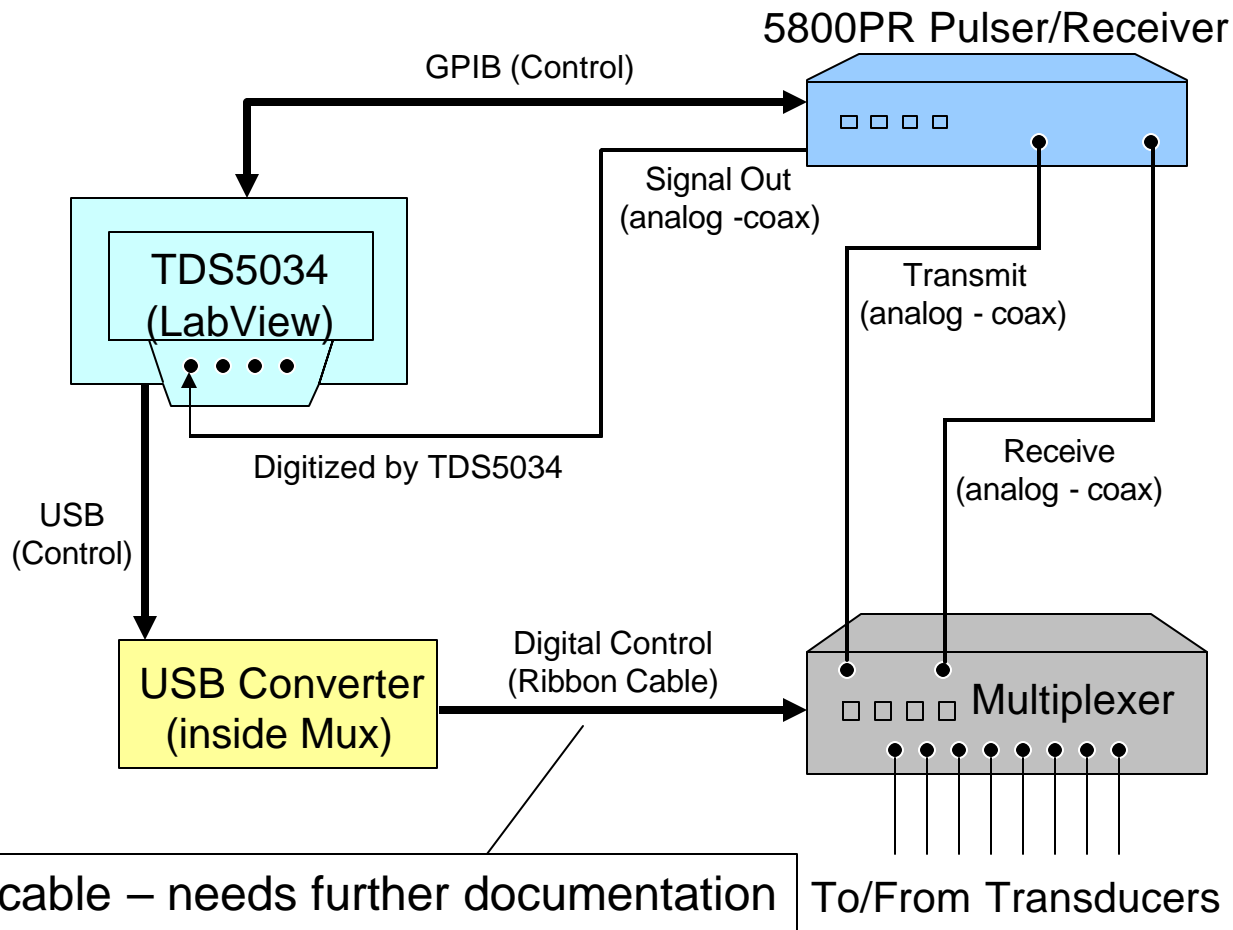 5800PR Pulser/Receiver
GPIB (Control)
Signal Out
(analog -coax)
TDS5034
(LabView)
Transmit
(analog - coax)
Digitized by TDS5034
Receive
(analog - coax)
USB
(Control)
USB Converter
(inside Mux)
Digital Control
(Ribbon Cable)
Multiplexer
cable – needs further documentation
To/From Transducers